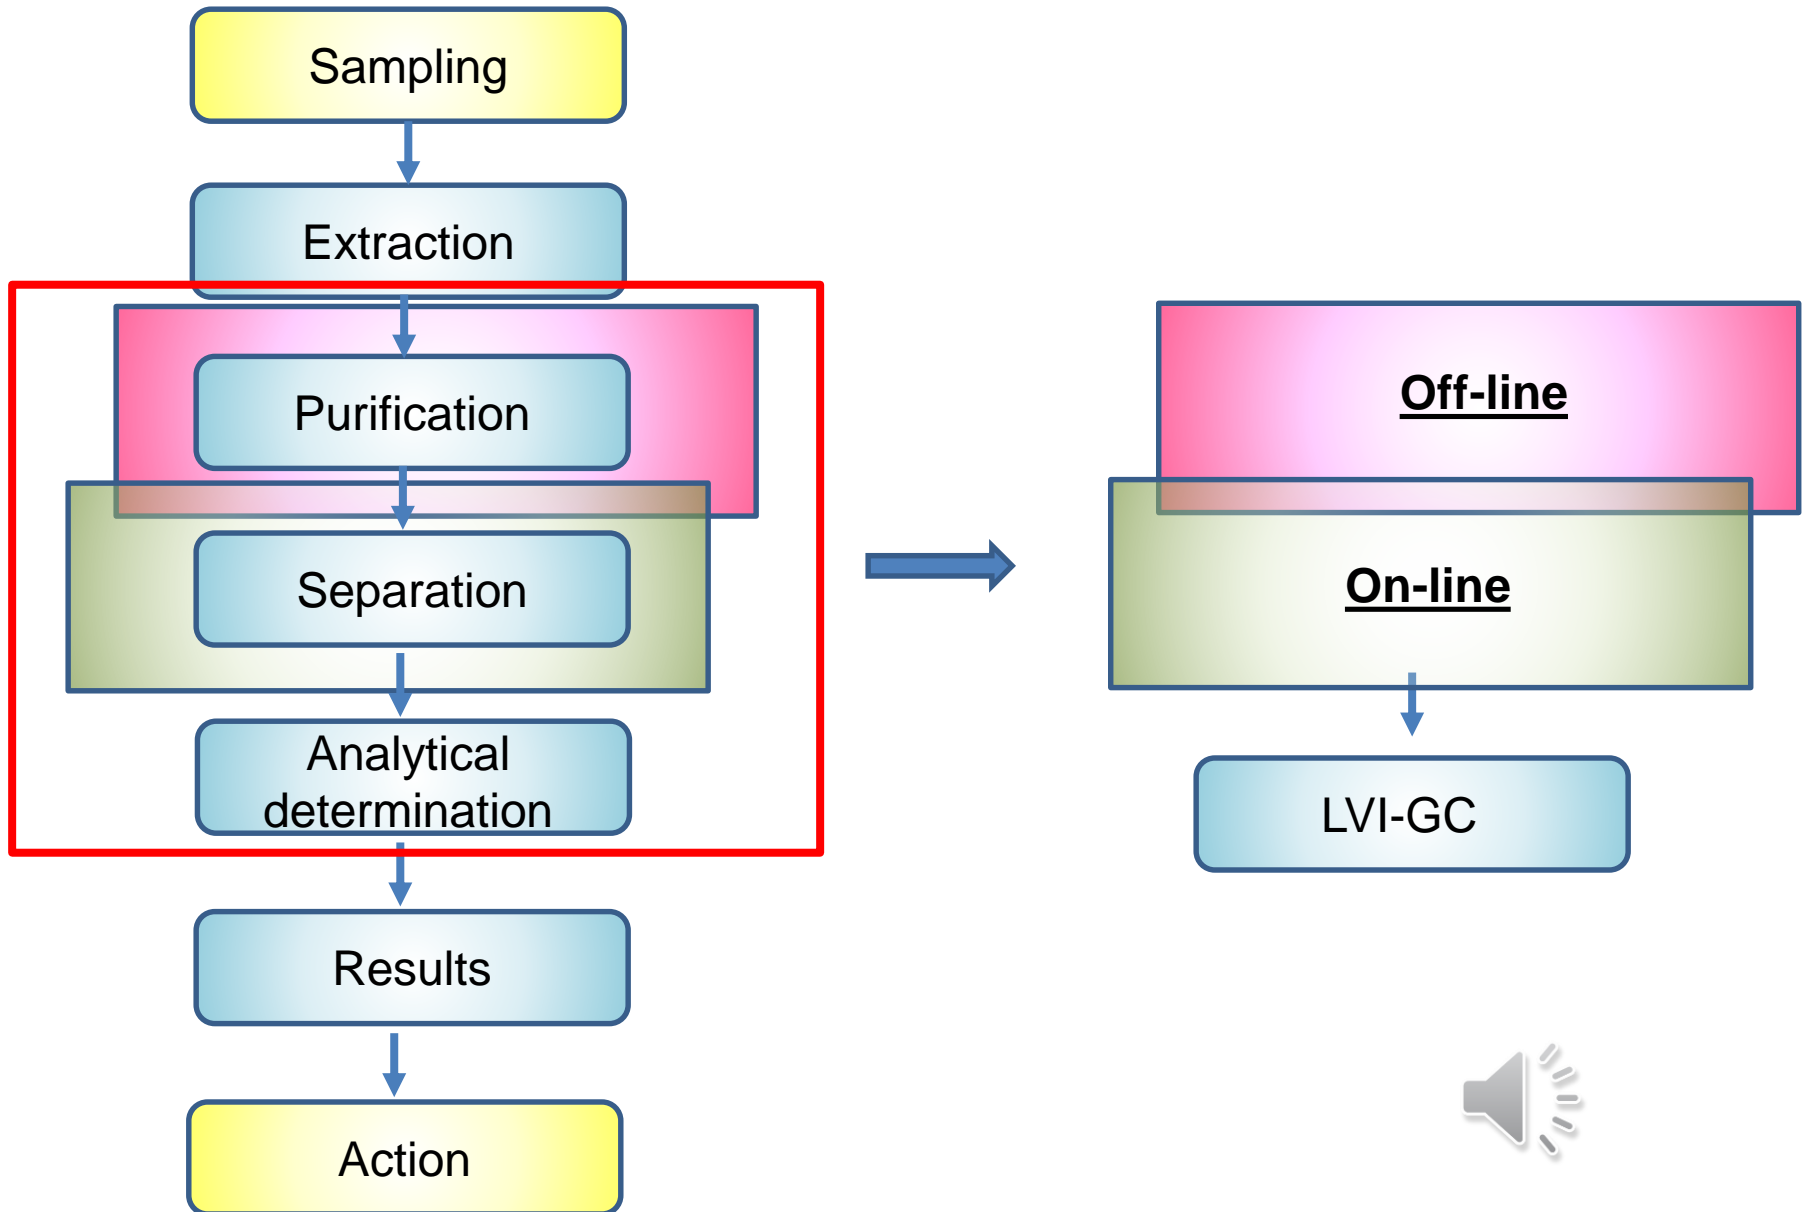 Sampling
Extraction
Purification
Separation
Analytical
determination
Results
Action
Off-line
On-line
LVI-GC